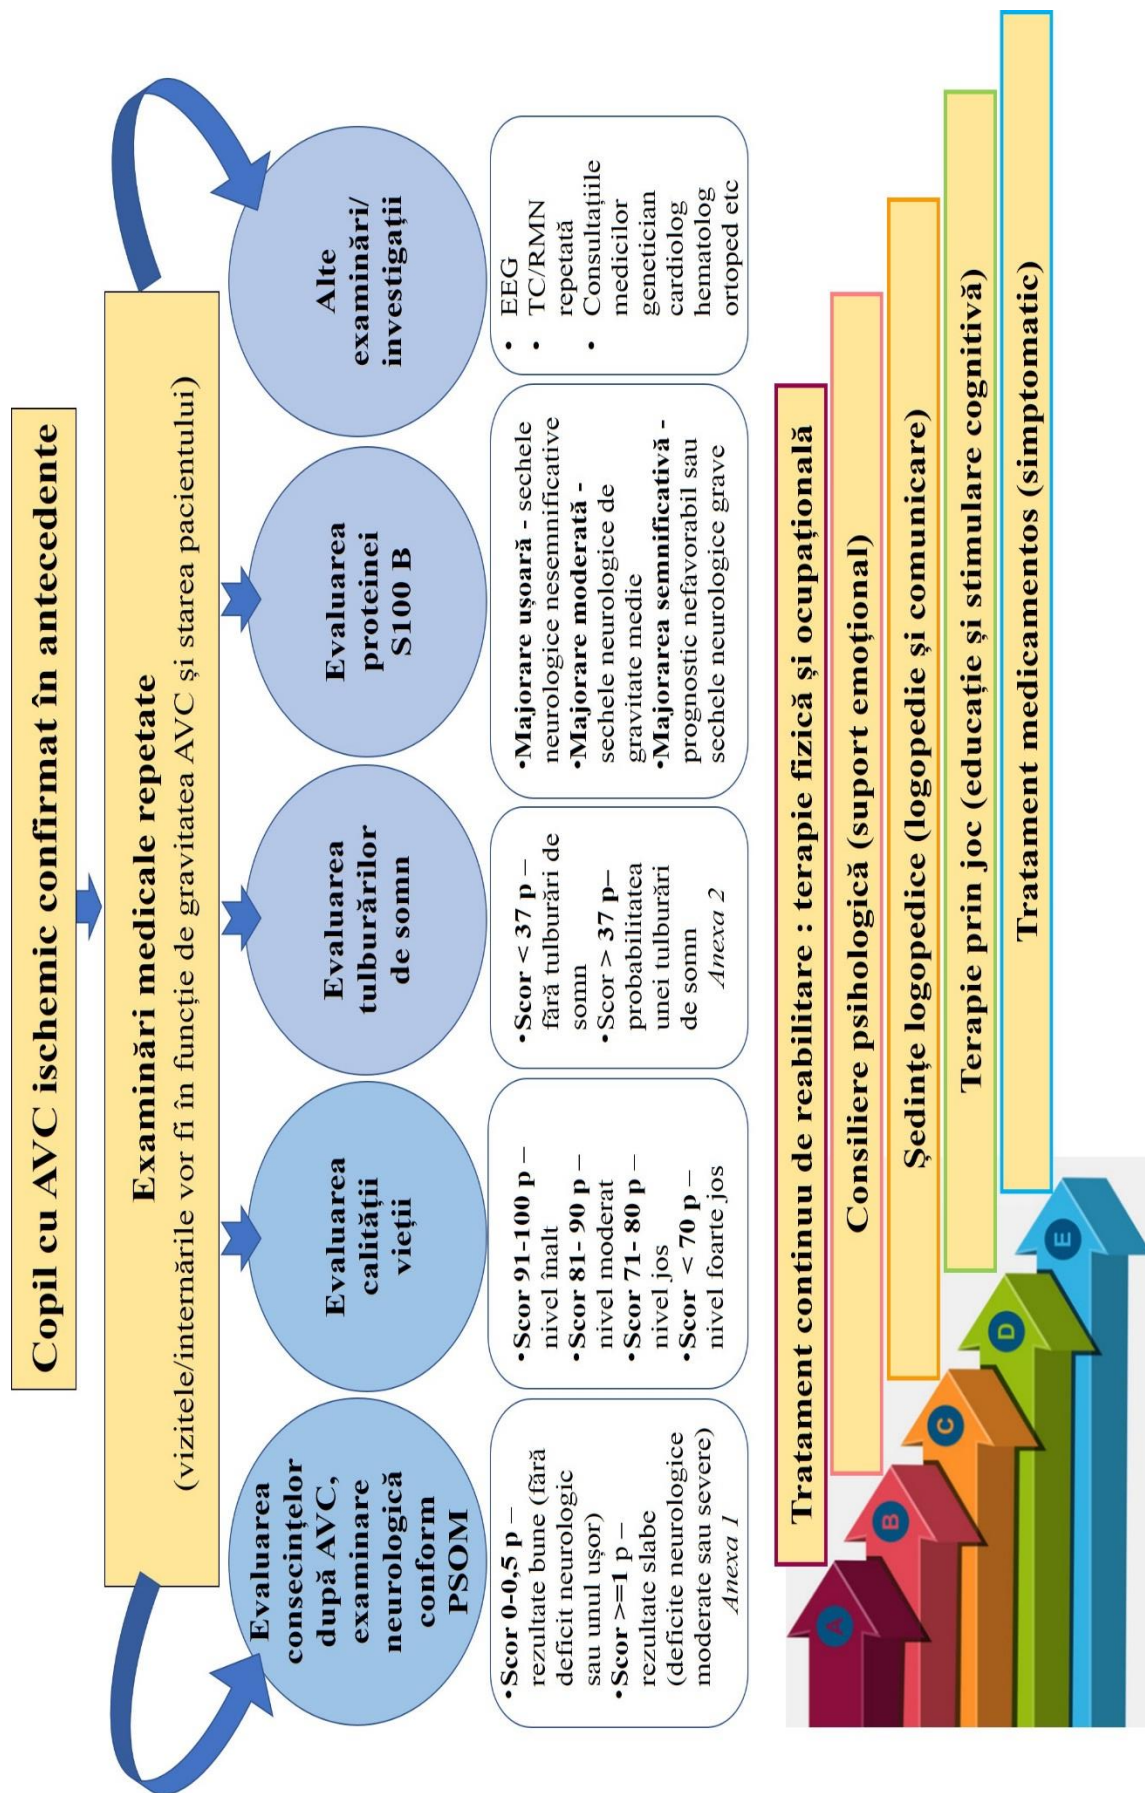 Copil cu AVC ischemic confirmat în antecedente
Examinări medicale repetate
(vizitele/internările vor fi în funcție de gravitatea AVC și starea pacientului)
Evaluarea
consecințelor
după AVC,
examinare
neurologică
conform
PSOM
•Scor 0-0,5 p –
rezultate bune (fără
deficit neurologic
sau unul ușor)
•Scor >=1 p –
rezultate slabe
(deficite neurologice
moderate sau severe)
Anexa 1
Evaluarea
calității
vieții
•Scor 91-100 p –
nivel înalt
•Scor 81- 90 p –
nivel moderat
•Scor 71- 80 p –
nivel jos
•Scor < 70 p –
nivel foarte jos
Evaluarea
tulburărilor
de somn
•Scor < 37 p –
fără tulburări de
somn
•Scor > 37 p–
probabilitatea
unei tulburări
de somn
Anexa 2
Evaluarea
proteinei
S100 B
•Majorare ușoară - sechele
neurologice nesemnificative
•Majorare moderată -
sechele neurologice de
gravitate medie
•Majorarea semnificativă -
prognostic nefavorabil sau
sechele neurologice grave
Alte
examinări/
investigații
• EEG
• TC/RMN
repetată
• Consultațiile
medicilor
genetician
cardiolog
hematolog
ortoped etc
A
Tratament continuu de reabilitare : terapie fizică și ocupațională
B
Consiliere psihologică (suport emoțional)
C
Ședințe logopedice (logopedie și comunicare)
D
Terapie prin joc (educație și stimulare cognitivă)
E
Tratament medicamentos (simptomatic)